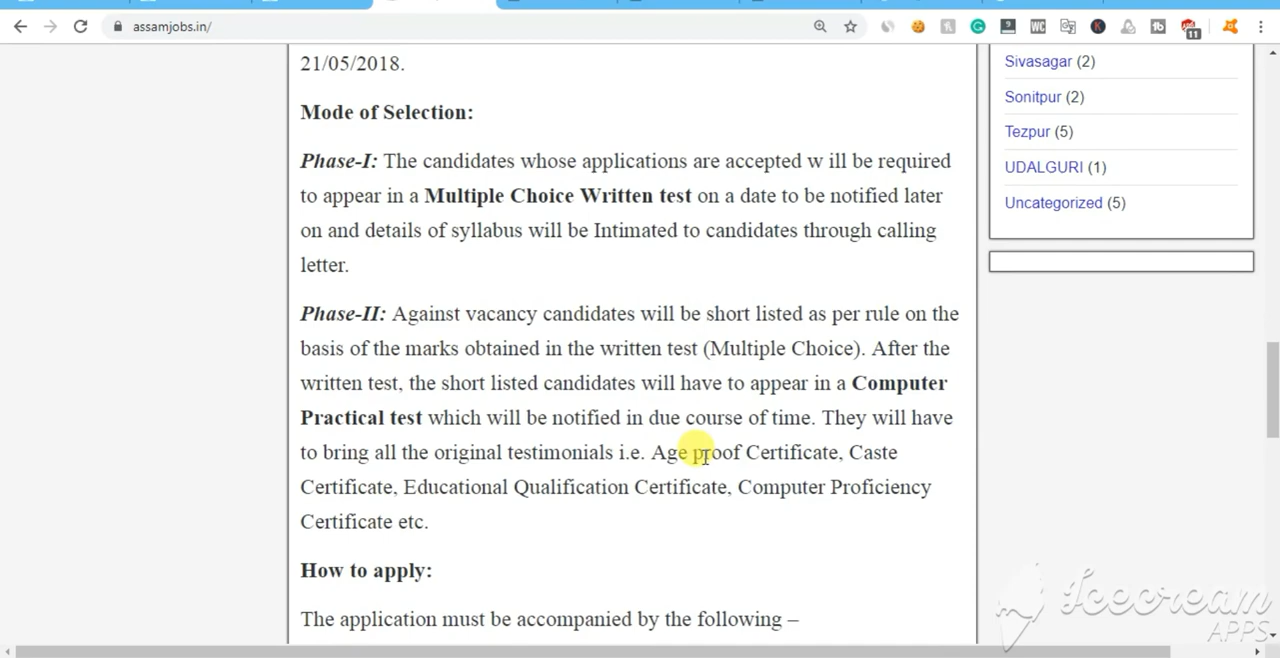 assamjobs.in/
11
21/05/2018.
Mode of Selection:
Phase-I: The candidates whose applications are accepted w ill be required
to appear in a Multiple Choice Written test on a date to be notified later
on and details of syllabus will be Intimated to candidates through calling
letter.
Phase-II: Against vacancy candidates will be short listed as per rule on the
basis of the marks obtained in the written test (Multiple Choice). After the
written test, the short listed candidates will have to appear in a Computer
Practical test which will be notified in due course of time. They will have
to bring all the original testimonials i.e. Age proof Certificate, Caste
Certificate, Educational Qualification Certificate, Computer Proficiency
Certificate etc.
How to apply:
The application must be accompanied by the following –
Sivasagar (2)
Sonitpur (2)
Tezpur (5)
UDALGURI (1)
Uncategorized (5)
Icecream
APPS